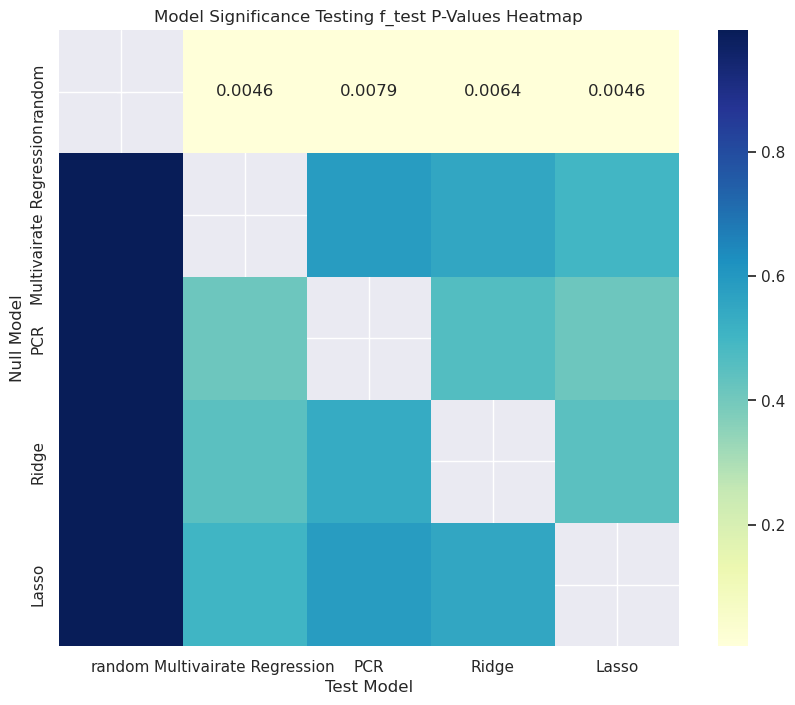 Model Significance Testing f_test P-Values Heatmap
Null Model
random
Multivairate Regression
PCR
Ridge
Lasso
0.0046 0.0079 0.0064 0.0046
0.8
0.6
0.4
0.2
random Multivairate Regression PCR Ridge Lasso
Test Model